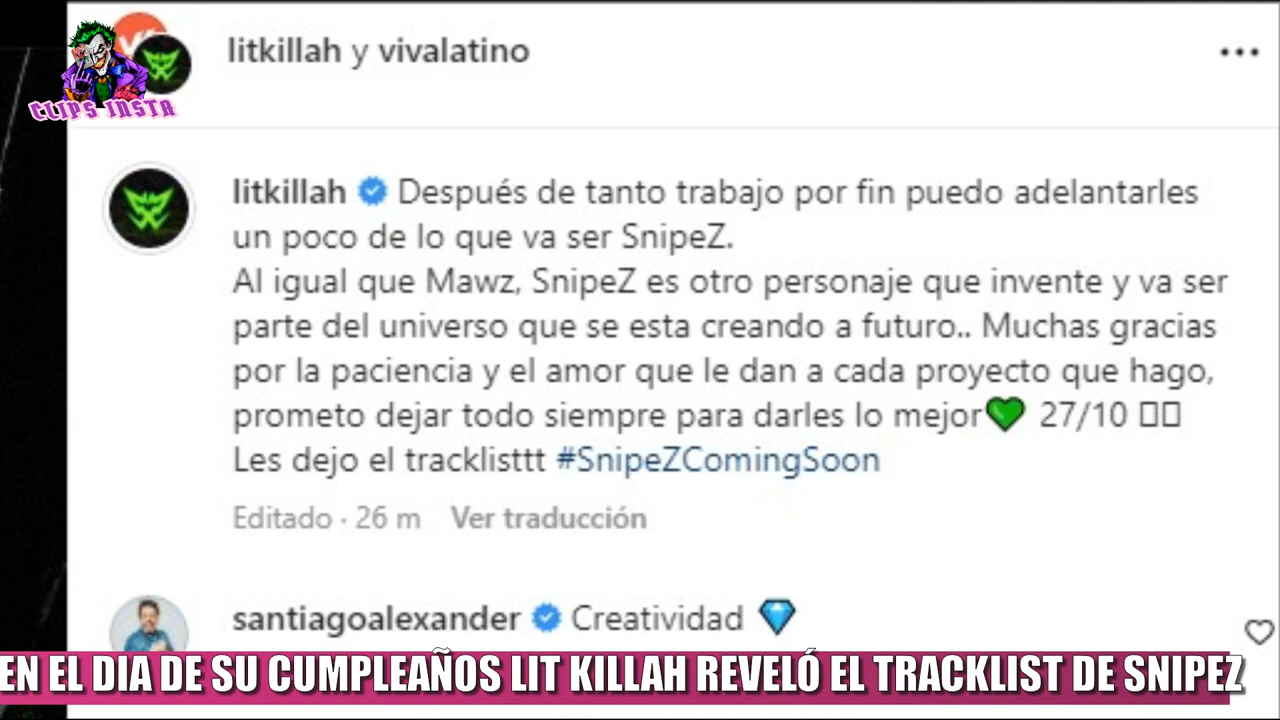 litkillah y vivalatino
CLIPS INSTA
litkillah Después de tanto trabajo por fin puedo adelantarles
un poco de lo que va ser SnipeZ.
Al igual que Mawz, SnipeZ es otro personaje que invente y va ser
parte del universo que se esta creando a futuro.. Muchas gracias
por la paciencia y el amor que le dan a cada proyecto que hago,
prometo dejar todo siempre para darles lo mejor💚 27/10 ▯▯
Les dejo el tracklisttt #SnipeZComingSoon
Editado · 26 m Ver traducción
santiagoalexander Creatividad 💎
EN EL DIA DE SU CUMPLEAÑOS LIT KILLAH REVELÓ EL TRACKLIST DE SNIPEZ